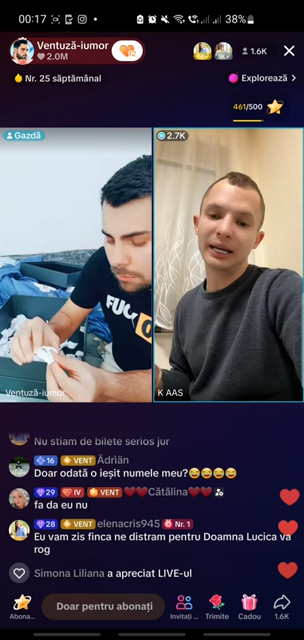 00:17
38%
Ventuză-iumor
2.0M
1.6K
Nr. 25 săptămânal
Explorează >
461/500
Gazdă
2.7K
FUC
Ventuză-iumor
K AAS
Nu stiam de bilete serios jur
16 VENT Ădriàn
Doar odată o ieșit numele meu?😂😂😂😂
29 IV VENT ❤❤Cătălina❤❤
fa da eu nu
28 VENT elenacris945 Nr. 1
Eu vam zis finca ne distram pentru Doamna Lucica va
rog
Simona Liliana a apreciat LIVE-ul
Doar pentru abonați
Abona... Invitați ... Trimite Cadou 1.6K